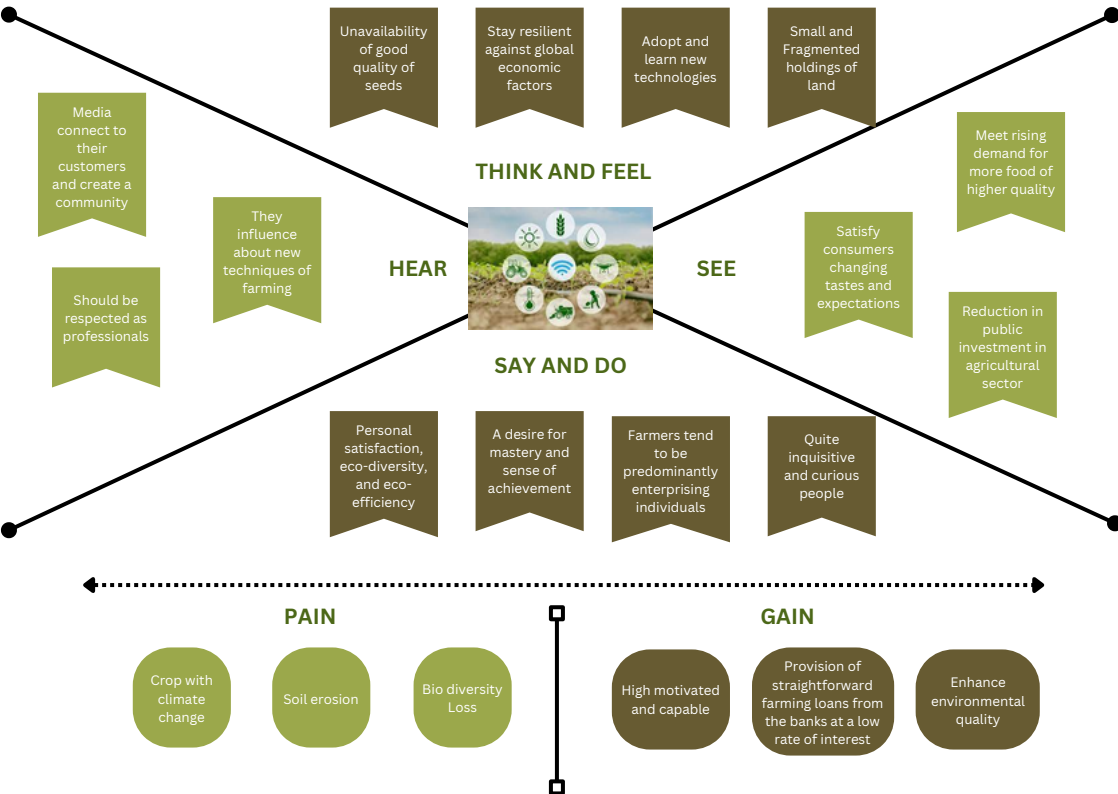 Unavailability
of good
quality of
seeds
Stay resilient
against global
economic
factors
Adopt and
learn new
technologies
Small and
Fragmented
holdings of
land
THINK AND FEEL
Media
connect to
their
customers
and create a
community
They
influence
about new
techniques of
farming
Should be
respected as
professionals
HEAR
SEE
Meet rising
demand for
more food of
higher quality
Satisfy
consumers
changing
tastes and
expectations
Reduction in
public
investment in
agricultural
sector
SAY AND DO
Personal
satisfaction,
eco-diversity,
and eco-
efficiency
A desire for
mastery and
sense of
achievement
Farmers tend
to be
predominantly
enterprising
individuals
Quite
inquisitive
and curious
people
PAIN
Crop with
climate
change
Soil erosion
Bio diversity
Loss
GAIN
High motivated
and capable
Provision of
straightforward
farming loans from
the banks at a low
rate of interest
Enhance
environmental
quality